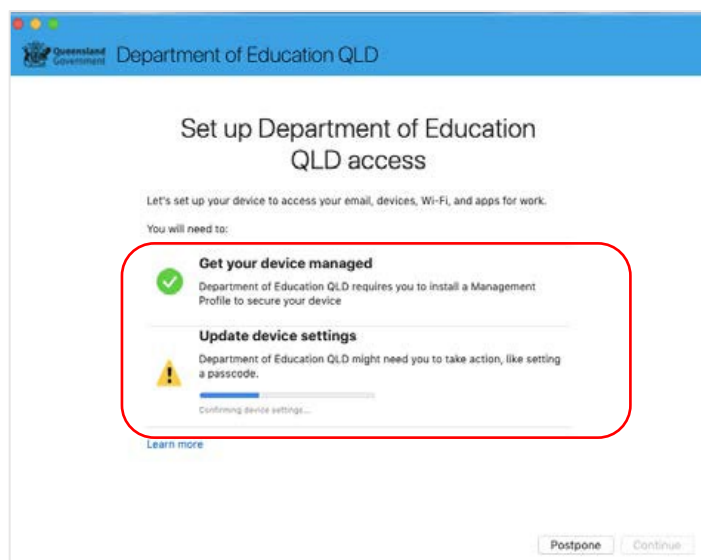 Queensland
Government
Department of Education QLD
Set up Department of Education
QLD access
Let's set up your device to access your email, devices, Wi-Fi, and apps for work.
You will need to:
Get your device managed
Department of Education QLD requires you to install a Management
Profile to secure your device
Update device settings
Department of Education QLD might need you to take action, like setting
a passcode.
Confirming device settings...
Learn more
Postpone Continue